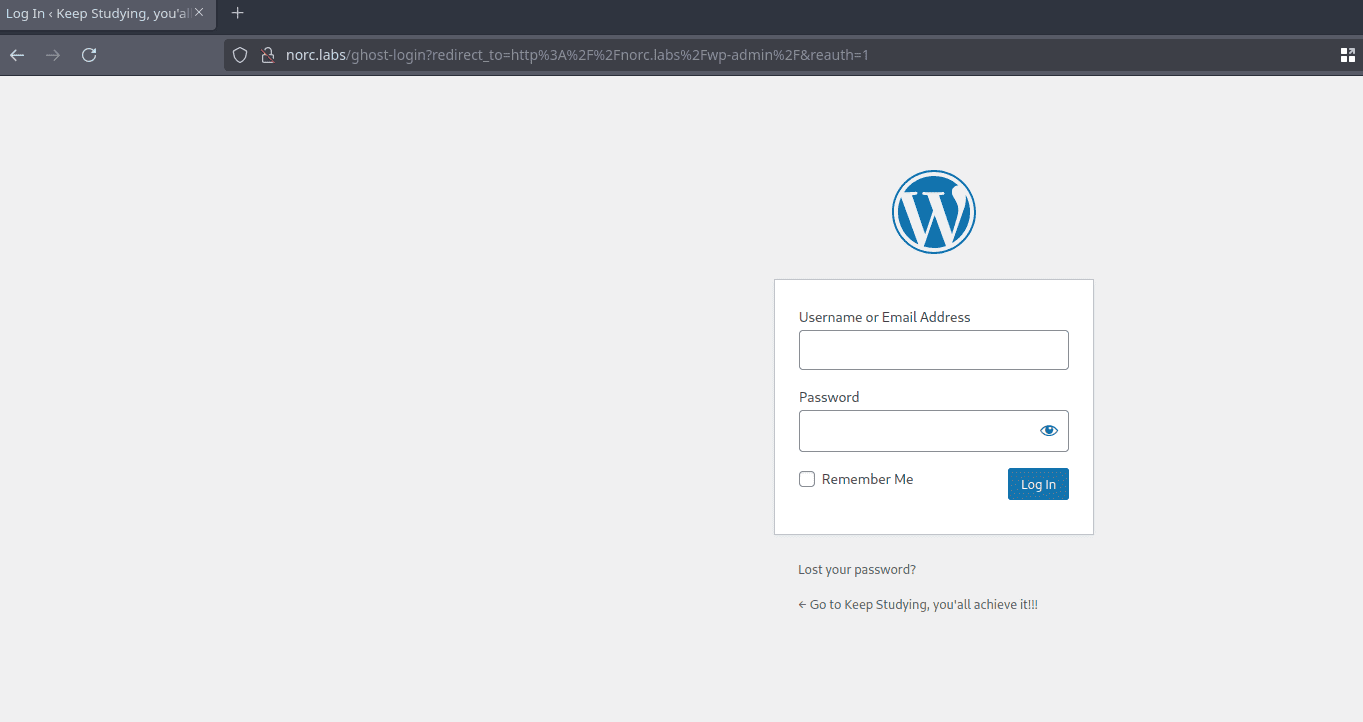 Log In ‹ Keep Studying, you'al
norc.labs/ghost-login?redirect_to=http%3A%2F%2Fnorc.labs%2Fwp-admin%2F&reauth=1
Username or Email Address
Password
Remember Me
Log In
Lost your password?
← Go to Keep Studying, you'all achieve it!!!